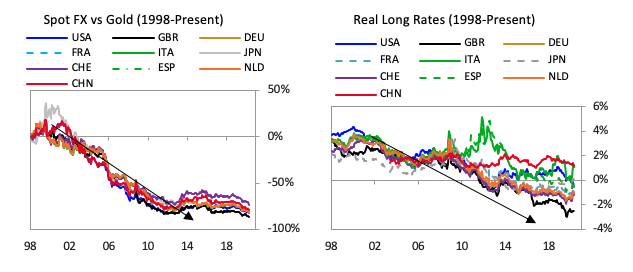 Spot FX vs Gold (1998-Present)
USA GBR DEU
FRA ITA JPN
CHE ESP NLD
CHN
50%
0%
-50%
-100%
98 02 06 10 14 18
Real Long Rates (1998-Present)
USA GBR DEU
FRA ITA JPN
CHE ESP NLD
CHN
6%
4%
2%
0%
-2%
-4%
98 02 06 10 14 18